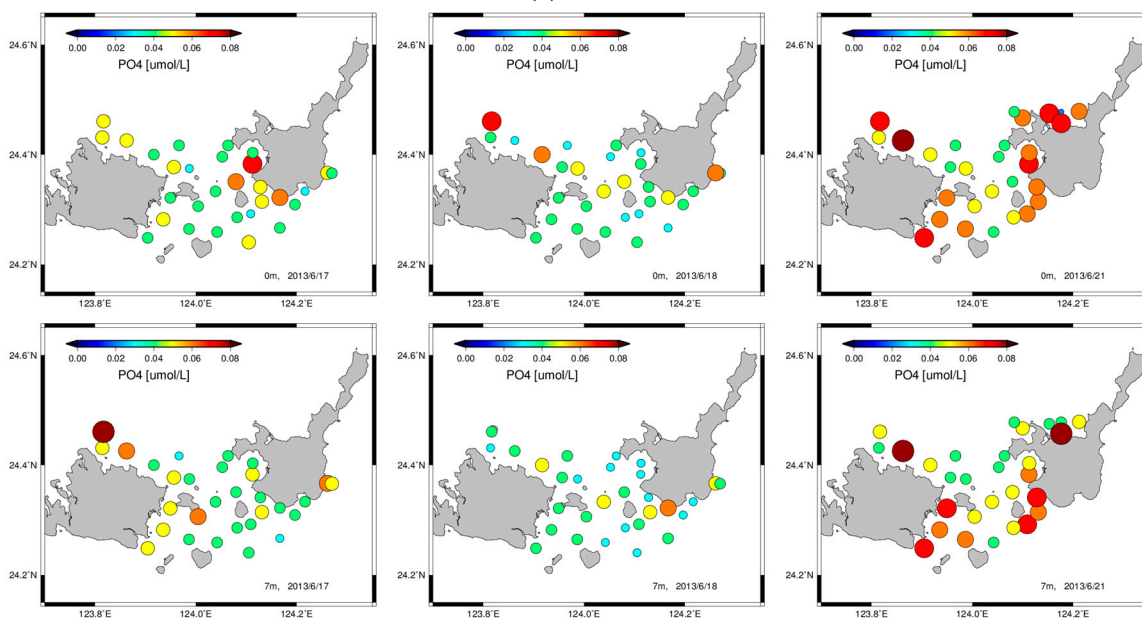 0.00 0.02 0.04 0.06 0.08
PO4 [umol/L]
24.6˚N
24.4˚N
24.2˚N
0m, 2013/6/17
123.8˚E 124.0˚E 124.2˚E
0.00 0.02 0.04 0.06 0.08
PO4 [umol/L]
24.6˚N
24.4˚N
24.2˚N
0m, 2013/6/18
123.8˚E 124.0˚E 124.2˚E
0.00 0.02 0.04 0.06 0.08
PO4 [umol/L]
24.6˚N
24.4˚N
24.2˚N
0m, 2013/6/21
123.8˚E 124.0˚E 124.2˚E
0.00 0.02 0.04 0.06 0.08
PO4 [umol/L]
24.6˚N
24.4˚N
24.2˚N
7m, 2013/6/17
123.8˚E 124.0˚E 124.2˚E
0.00 0.02 0.04 0.06 0.08
PO4 [umol/L]
24.6˚N
24.4˚N
24.2˚N
7m, 2013/6/18
123.8˚E 124.0˚E 124.2˚E
0.00 0.02 0.04 0.06 0.08
PO4 [umol/L]
24.6˚N
24.4˚N
24.2˚N
7m, 2013/6/21
123.8˚E 124.0˚E 124.2˚E